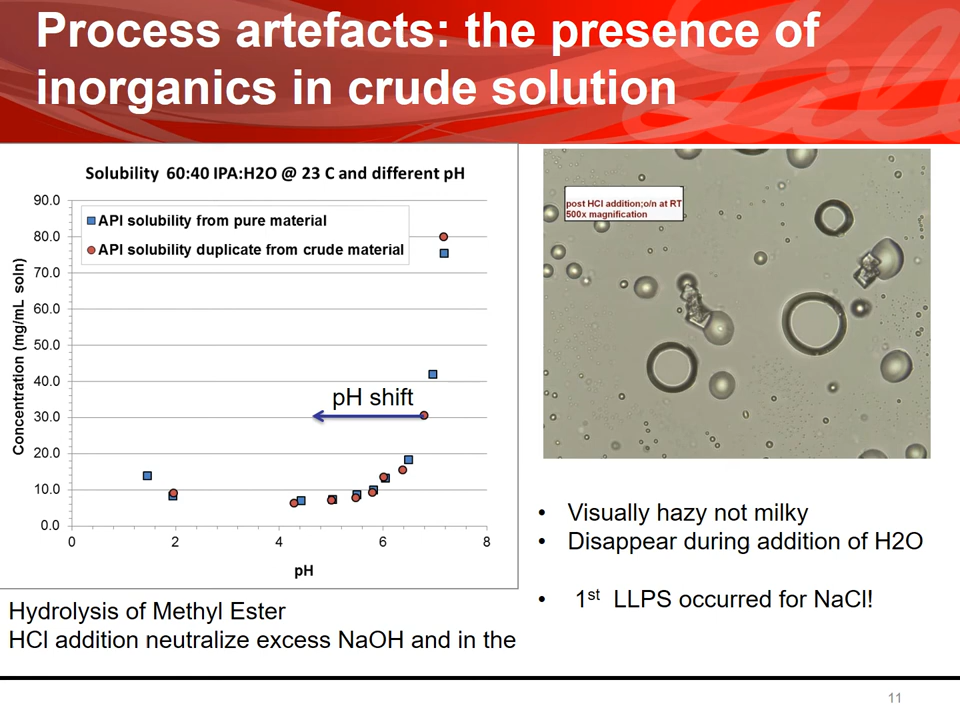 Process artefacts: the presence of
inorganics in crude solution
Solubility 60:40 IPA:H2O @ 23 C and different pH
90.0
80.0
70.0
60.0
50.0
40.0
30.0
20.0
10.0
0.0
Concentration (mg/mL soln)
API solubility from pure material
API solubility duplicate from crude material
pH shift
0 2 4 6 8
pH
post HCl addition;o/n at RT
500x magnification
• Visually hazy not milky
• Disappear during addition of H2O
• 1st LLPS occurred for NaCl!
Hydrolysis of Methyl Ester
HCl addition neutralize excess NaOH and in the
11